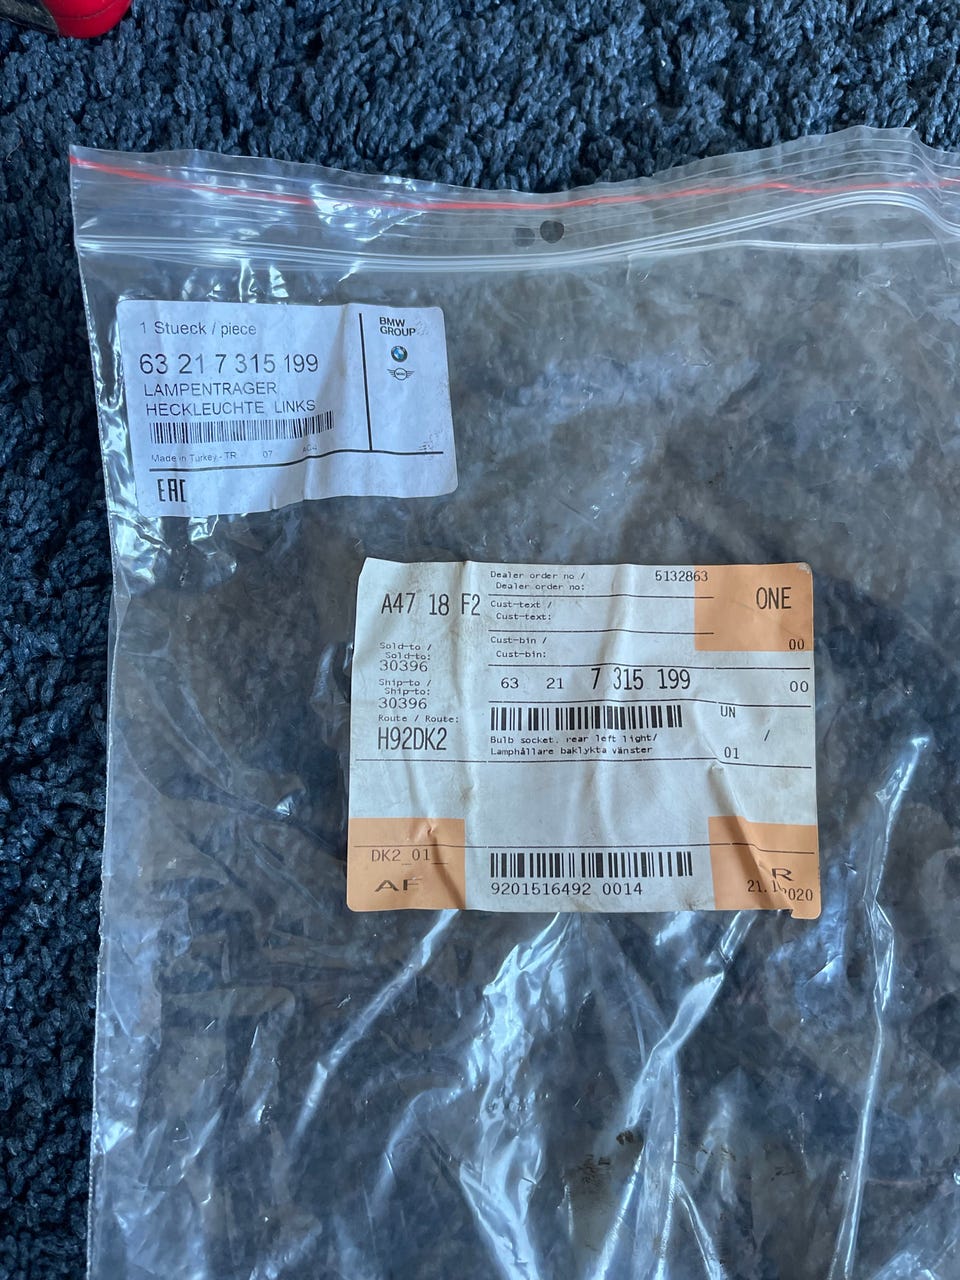 1 Stueck / piece
BMW
GROUP
63 21 7 315 199
LAMPENTRAGER
HECKLEUCHTE, LINKS
Made in Turkey - TR 07
EAC
A47 18 F2
Dealer order no / 5132863
Dealer order no:
ONE
Cust-text /
Cust-text:
00
Cust-bin /
Cust-bin:
Sold-to /
Sold-to:
30396
Ship-to /
Ship-to:
30396
63 21 7 315 199 00
Route / Route:
H92DK2
UN
Bulb socket, rear left light/
Lamphållare baklykta vänster
/
01
DK2_01_
AF
9201516492 0014
R